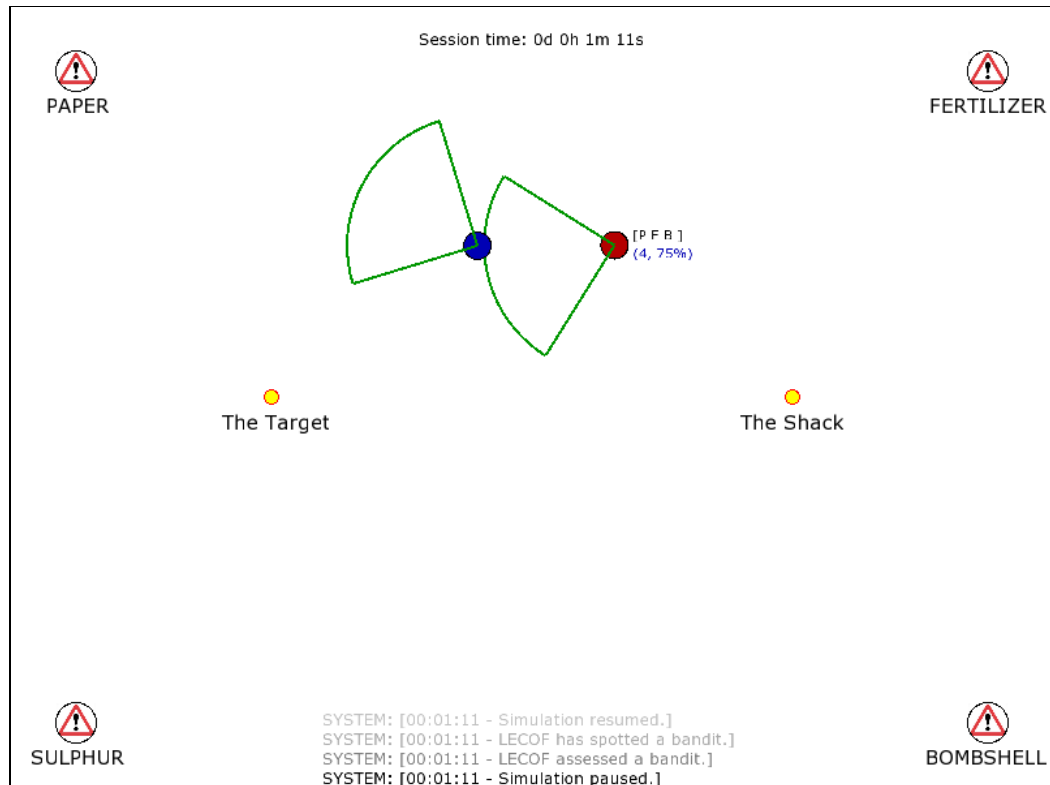 Session time: 0d 0h 1m 11s
PAPER
FERTILIZER
[P F B ]
(4, 75%)
The Target
The Shack
SULPHUR
BOMBSHELL
SYSTEM: [00:01:11 - Simulation resumed.]
SYSTEM: [00:01:11 - LECOF has spotted a bandit.]
SYSTEM: [00:01:11 - LECOF assessed a bandit.]
SYSTEM: [00:01:11 - Simulation paused.]